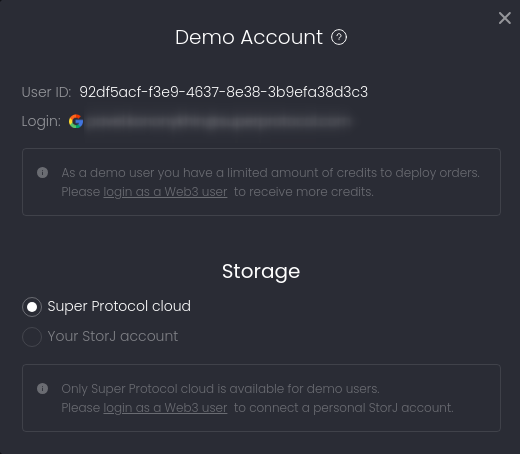 Demo Account
User ID: 92df5acf-f3e9-4637-8e38-3b9efa38d3c3
Login:
As a demo user you have a limited amount of credits to deploy orders.
Please login as a Web3 user to receive more credits.
Storage
Super Protocol cloud
Your StorJ account
Only Super Protocol cloud is available for demo users.
Please login as a Web3 user to connect a personal StorJ account.